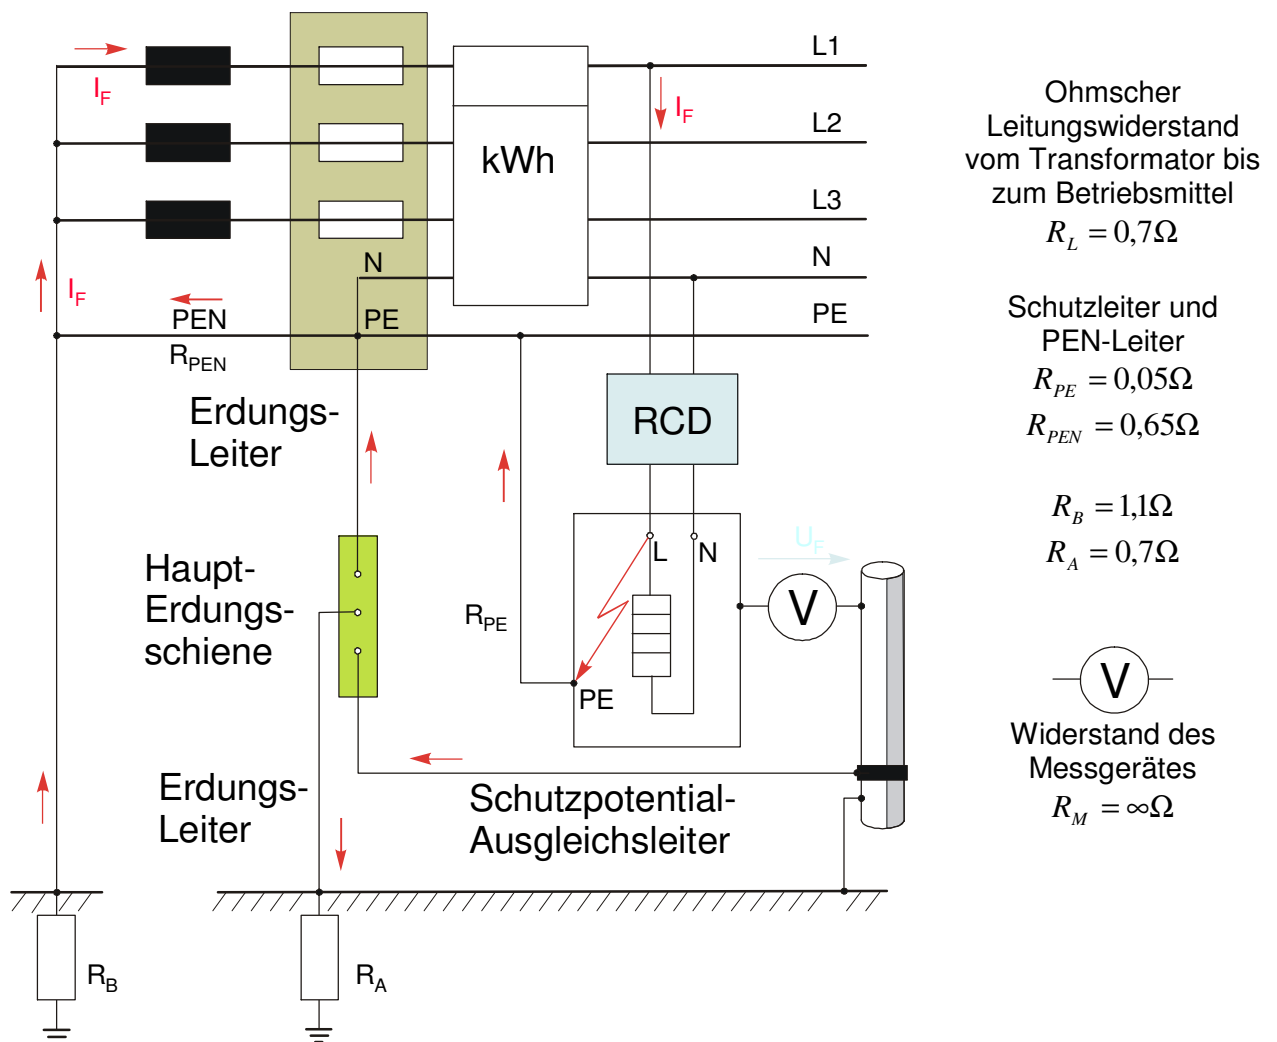 L1
I_F
I_F
L2
kWh
L3
N
N
I_F
PEN
PE
PE
R_PEN
Erdungs-
Leiter
RCD
L
N
U_F
V
Haupt-
Erdungs-
schiene
R_PE
PE
Erdungs-
Leiter
Schutzpotential-
Ausgleichsleiter
R_B
R_A
Ohmscher
Leitungswiderstand
vom Transformator bis
zum Betriebsmittel
R_L = 0,7Ω
Schutzleiter und
PEN-Leiter
R_PE = 0,05Ω
R_PEN = 0,65Ω
R_B = 1,1Ω
R_A = 0,7Ω
V
Widerstand des
Messgerätes
R_M = ∞Ω